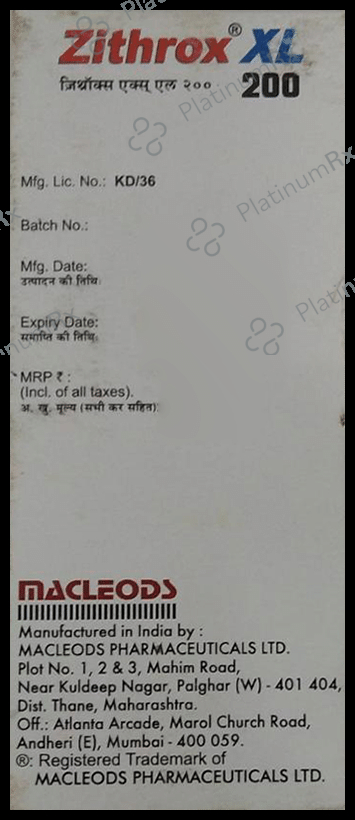 Zithrox® XL
ज़िथ्रॉक्स एक्स् एल २०० 200
Mfg. Lic. No.: KD/36
Batch No.:
Mfg. Date:
उत्पादन की तिथि:
Expiry Date:
समाप्ति की तिथि:
MRP ₹ :
(Incl. of all taxes).
अ. खु. मूल्य (सभी कर सहित):
MACLEODS
Manufactured in India by :
MACLEODS PHARMACEUTICALS LTD.
Plot No. 1, 2 & 3, Mahim Road,
Near Kuldeep Nagar, Palghar (W) - 401 404,
Dist. Thane, Maharashtra.
Off.: Atlanta Arcade, Marol Church Road,
Andheri (E), Mumbai - 400 059.
®: Registered Trademark of
MACLEODS PHARMACEUTICALS LTD.
PlatinumRx
PlatinumRx